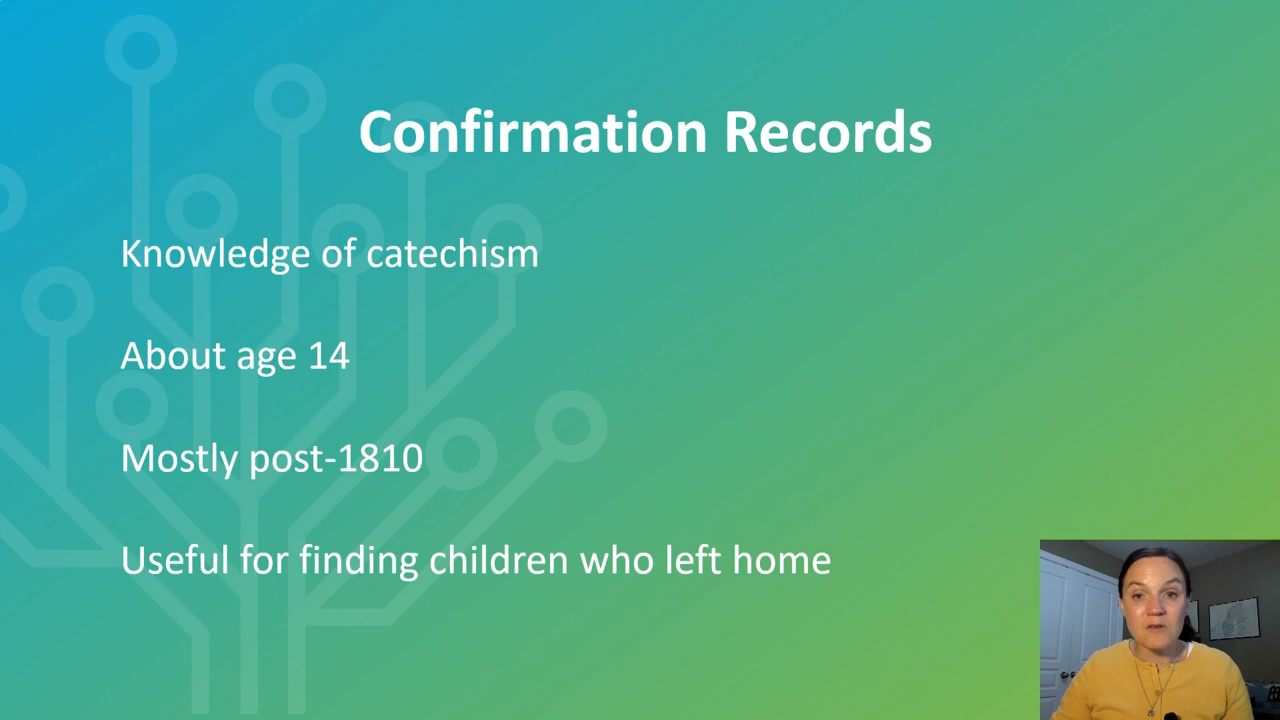 Confirmation Records
Knowledge of catechism
About age 14
Mostly post-1810
Useful for finding children who left home